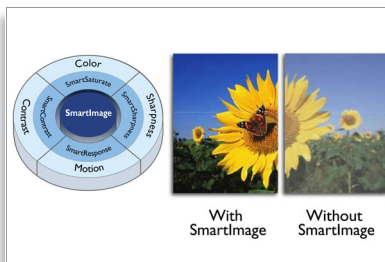 Color
SmartSaturate
Contrast
SmartContrast
SmartImage
SmartSharpness
Sharpness
SmartResponse
Motion
With
SmartImage
Without
SmartImage